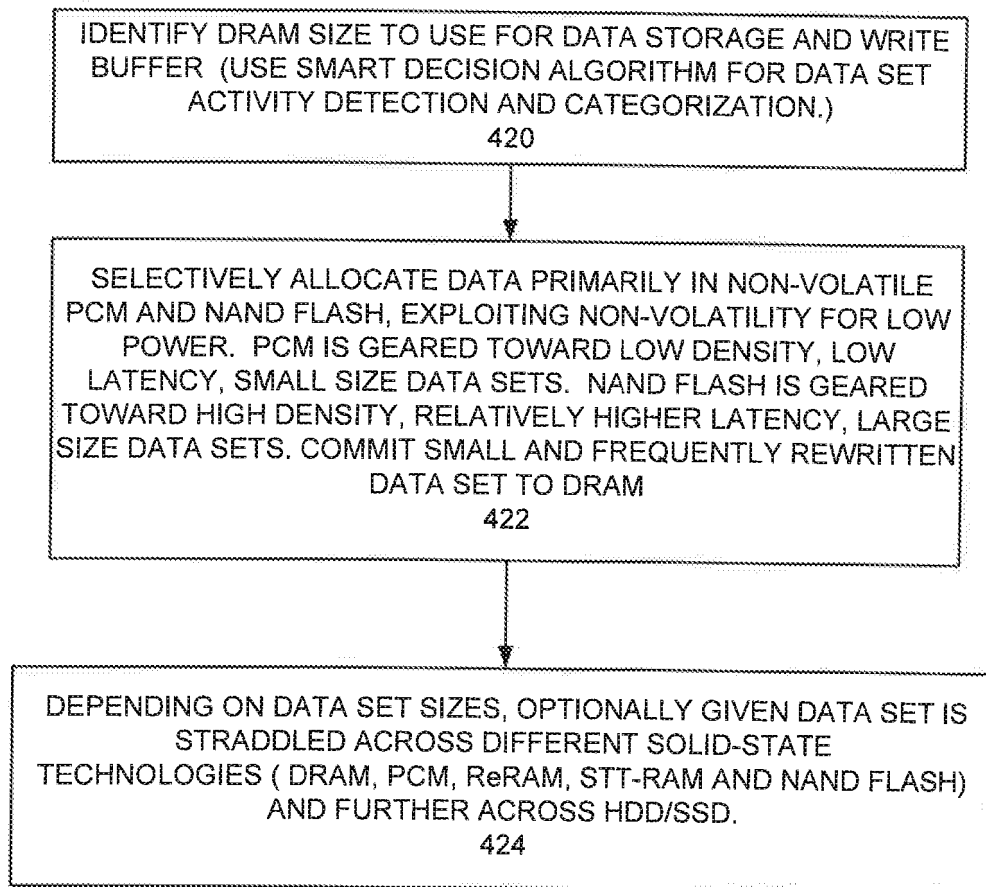 IDENTIFY DRAM SIZE TO USE FOR DATA STORAGE AND WRITE
BUFFER (USE SMART DECISION ALGORITHM FOR DATA SET
ACTIVITY DETECTION AND CATEGORIZATION.)
420
SELECTIVELY ALLOCATE DATA PRIMARILY IN NON-VOLATILE
PCM AND NAND FLASH, EXPLOITING NON-VOLATILITY FOR LOW
POWER. PCM IS GEARED TOWARD LOW DENSITY, LOW
LATENCY, SMALL SIZE DATA SETS. NAND FLASH IS GEARED
TOWARD HIGH DENSITY, RELATIVELY HIGHER LATENCY, LARGE
SIZE DATA SETS. COMMIT SMALL AND FREQUENTLY REWRITTEN
DATA SET TO DRAM
422
DEPENDING ON DATA SET SIZES, OPTIONALLY GIVEN DATA SET IS
STRADDLED ACROSS DIFFERENT SOLID-STATE
TECHNOLOGIES ( DRAM, PCM, ReRAM, STT-RAM AND NAND FLASH)
AND FURTHER ACROSS HDD/SSD.
424